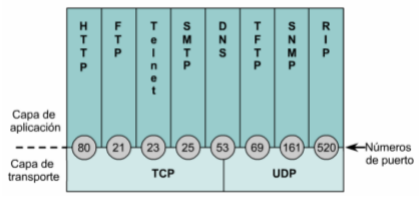 HTTP
FTP
Telnet
SMTP
DNS
TFTP
SNMP
RIP
Capa de
aplicación
80 21 23 25 53 69 161 520
Números
de puerto
Capa de
transporte
TCP UDP